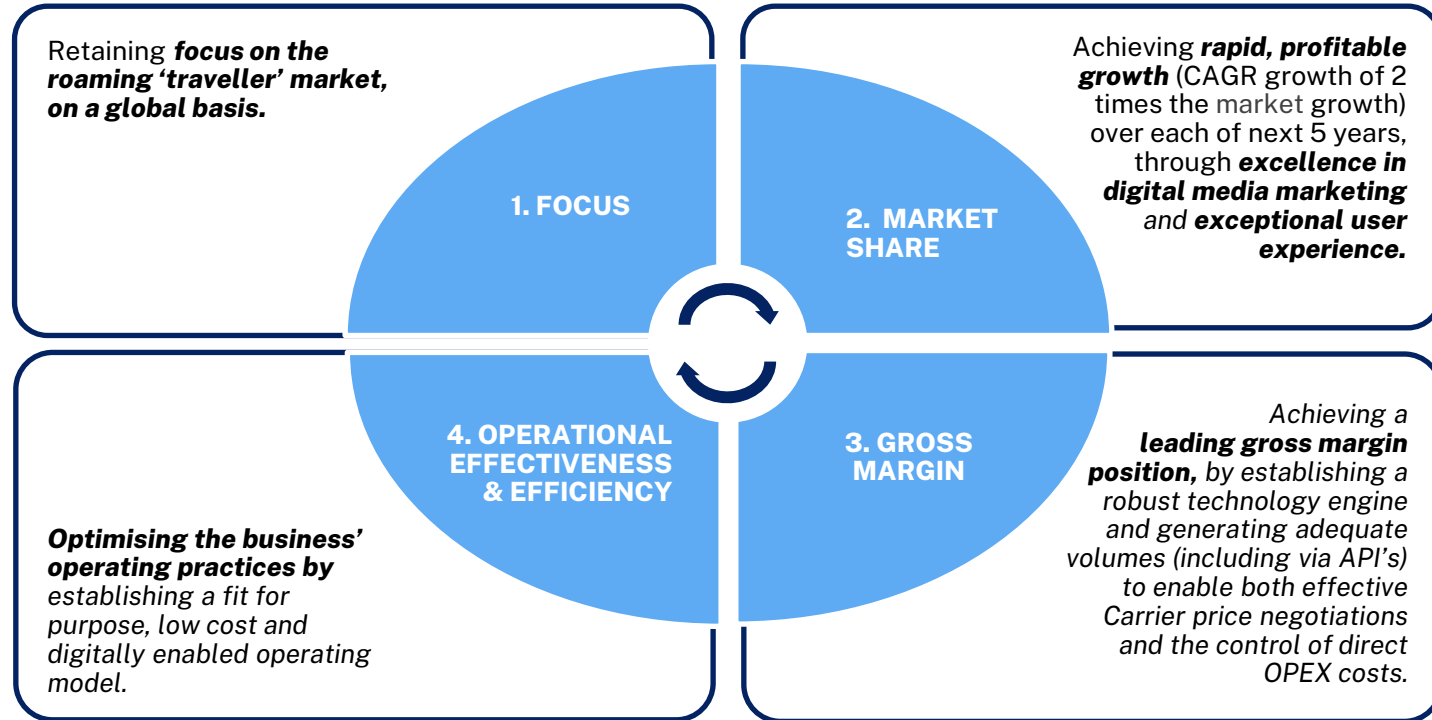 Retaining focus on the
roaming ‘traveller’ market,
on a global basis.
1. FOCUS
Achieving rapid, profitable
growth (CAGR growth of 2
times the market growth)
over each of next 5 years,
through excellence in
digital media marketing
and exceptional user
experience.
2. MARKET
SHARE
4. OPERATIONAL
EFFECTIVENESS
& EFFICIENCY
Optimising the business’
operating practices by
establishing a fit for
purpose, low cost and
digitally enabled operating
model.
3. GROSS
MARGIN
Achieving a
leading gross margin
position, by establishing a
robust technology engine
and generating adequate
volumes (including via API’s)
to enable both effective
Carrier price negotiations
and the control of direct
OPEX costs.